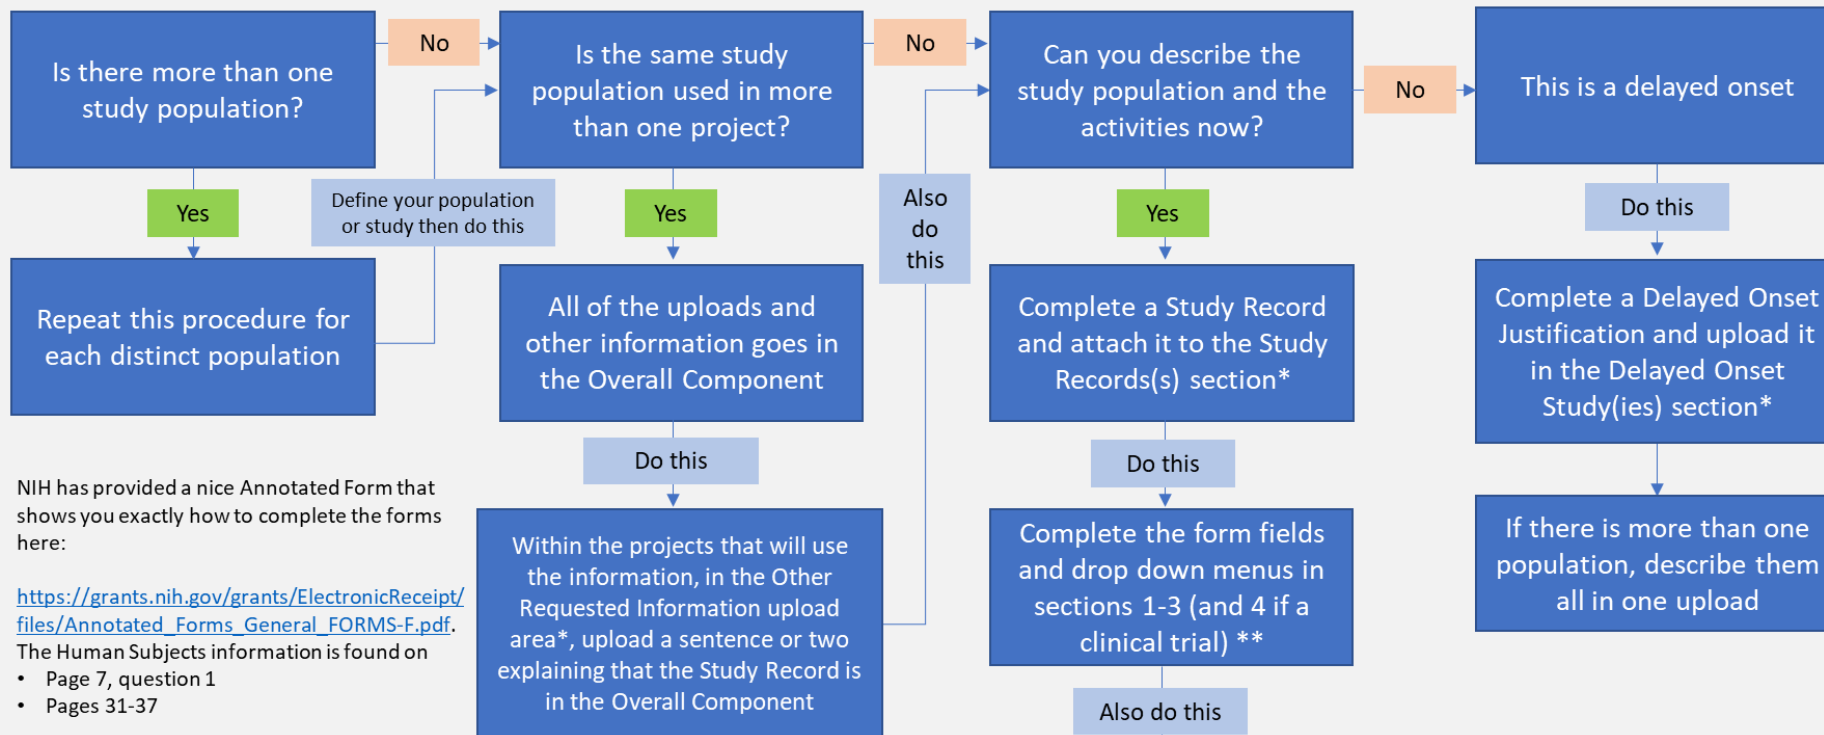 Is there more than one
study population?
No
Is the same study
population used in more
than one project?
No
Can you describe the
study population and the
activities now?
No
This is a delayed onset
Yes
Define your population
or study then do this
Yes
Also
do
this
Yes
Do this
Repeat this procedure for
each distinct population
All of the uploads and
other information goes in
the Overall Component
Complete a Study Record
and attach it to the Study
Records(s) section*
Complete a Delayed Onset
Justification and upload it
in the Delayed Onset
Study(ies) section*
Do this
Do this
NIH has provided a nice Annotated Form that
shows you exactly how to complete the forms
here:
https://grants.nih.gov/grants/ElectronicReceipt/
files/Annotated_Forms_General_FORMS-F.pdf.
The Human Subjects information is found on
• Page 7, question 1
• Pages 31-37
Within the projects that will use
the information, in the Other
Requested Information upload
area*, upload a sentence or two
explaining that the Study Record is
in the Overall Component
Complete the form fields
and drop down menus in
sections 1-3 (and 4 if a
clinical trial) **
If there is more than one
population, describe them
all in one upload
Also do this